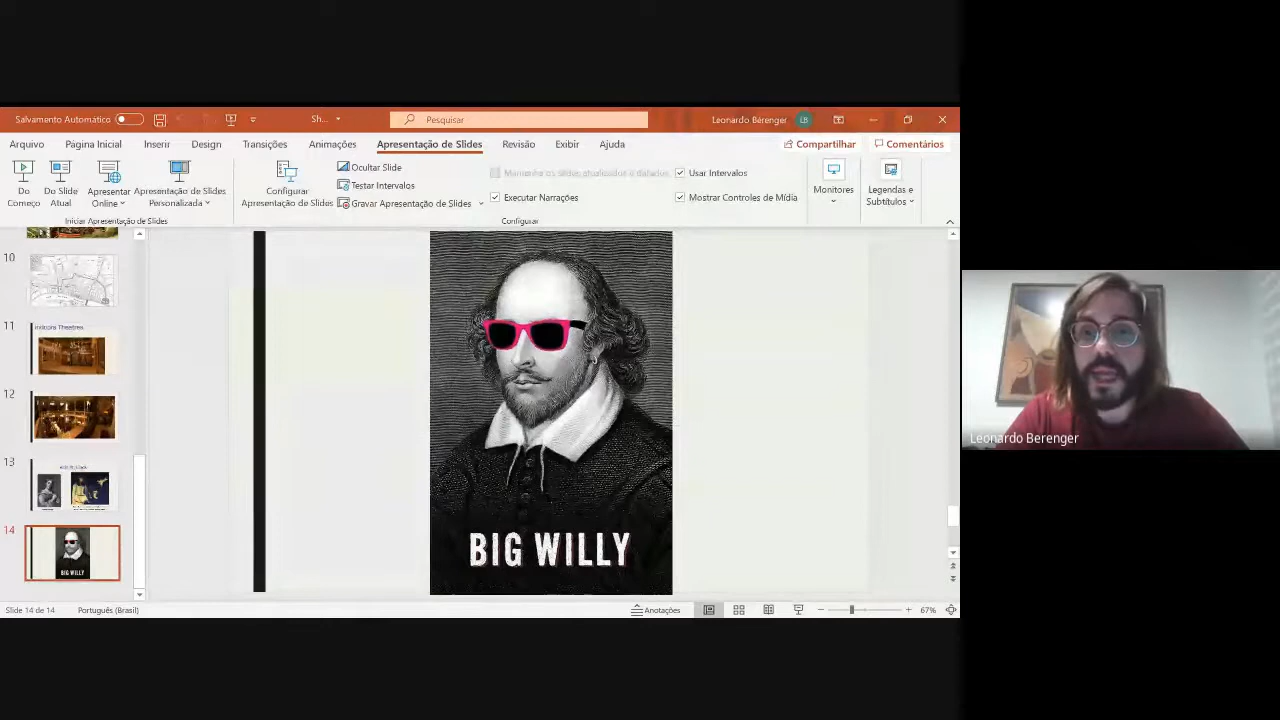 Salvamento Automático
Sh...
Pesquisar
Leonardo Berenger
LB
Arquivo
Página Inicial
Inserir
Design
Transições
Animações
Apresentação de Slides
Revisão
Exibir
Ajuda
Compartilhar
Comentários
Do Começo
Do Slide Atual
Apresentar Online
Apresentação de Slides Personalizada
Iniciar Apresentação de Slides
Configurar Apresentação de Slides
Ocultar Slide
Testar Intervalos
Gravar Apresentação de Slides
Executar Narrações
Usar Intervalos
Mostrar Controles de Mídia
Configurar
Monitores
Legendas e Subtítulos
10
11
12
13
14
BIG WILLY
BIG WILLY
Slide 14 de 14
Português (Brasil)
Anotações
67%
Leonardo Berenger